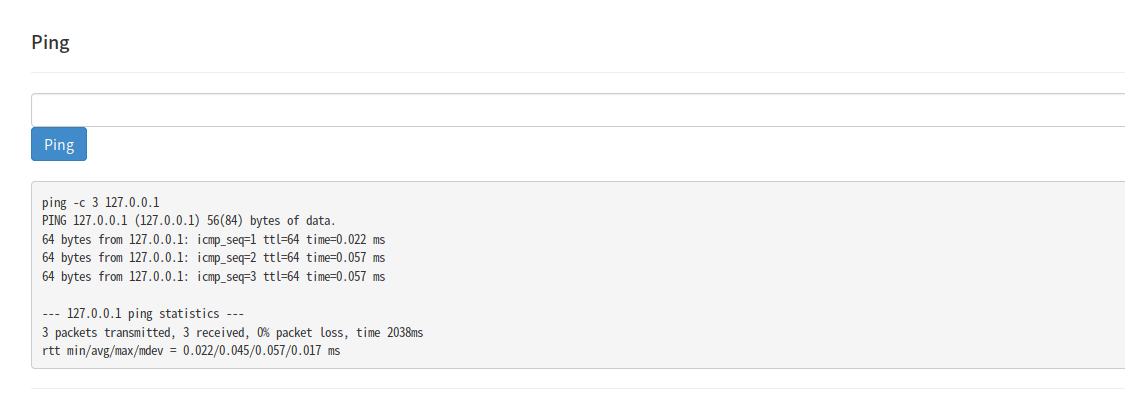 Ping
Ping
ping -c 3 127.0.0.1
PING 127.0.0.1 (127.0.0.1) 56(84) bytes of data.
64 bytes from 127.0.0.1: icmp_seq=1 ttl=64 time=0.022 ms
64 bytes from 127.0.0.1: icmp_seq=2 ttl=64 time=0.057 ms
64 bytes from 127.0.0.1: icmp_seq=3 ttl=64 time=0.057 ms
--- 127.0.0.1 ping statistics ---
3 packets transmitted, 3 received, 0% packet loss, time 2038ms
rtt min/avg/max/mdev = 0.022/0.045/0.057/0.017 ms